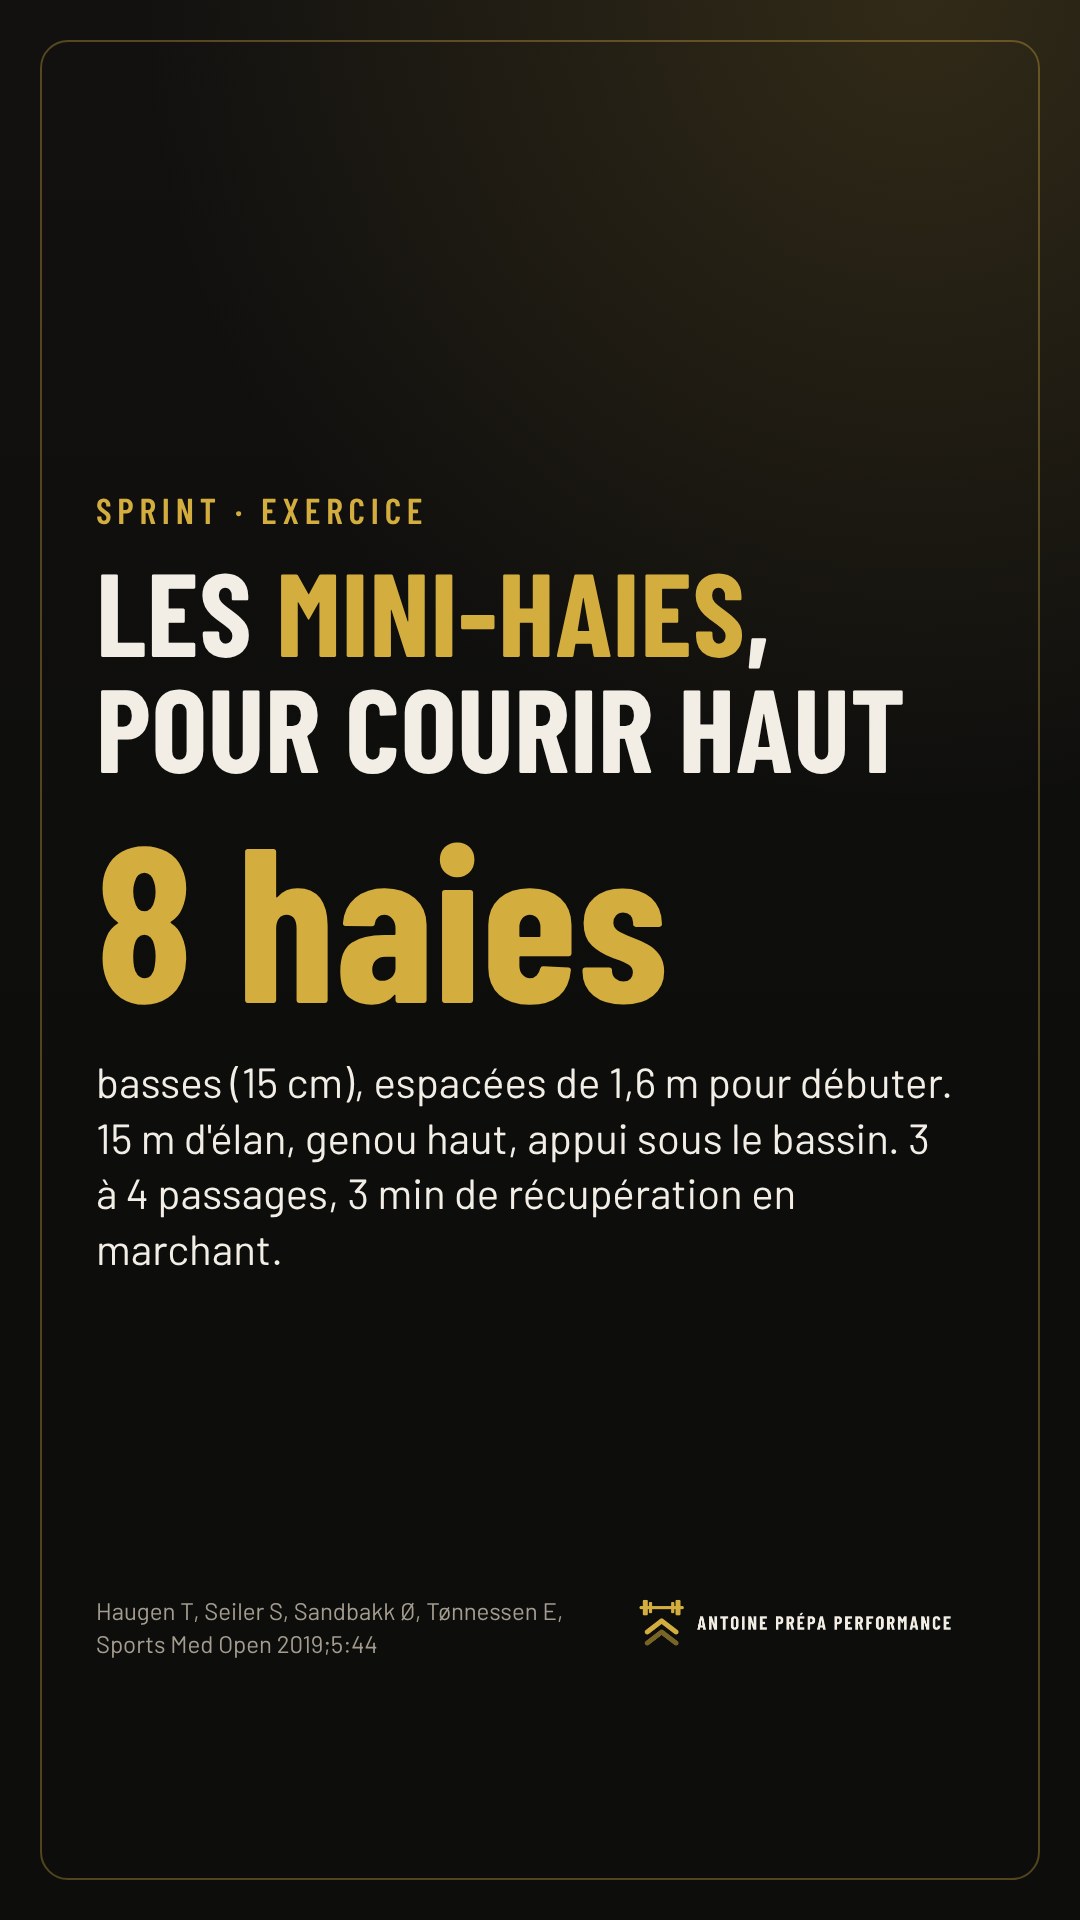 SPRINT · EXERCICE
LES MINI-HAIES,
POUR COURIR HAUT
8 haies
basses (15 cm), espacées de 1,6 m pour débuter.
15 m d'élan, genou haut, appui sous le bassin. 3
à 4 passages, 3 min de récupération en
marchant.
Haugen T, Seiler S, Sandbakk Ø, Tønnessen E,
Sports Med Open 2019;5:44
ANTOINE PRÉPA PERFORMANCE